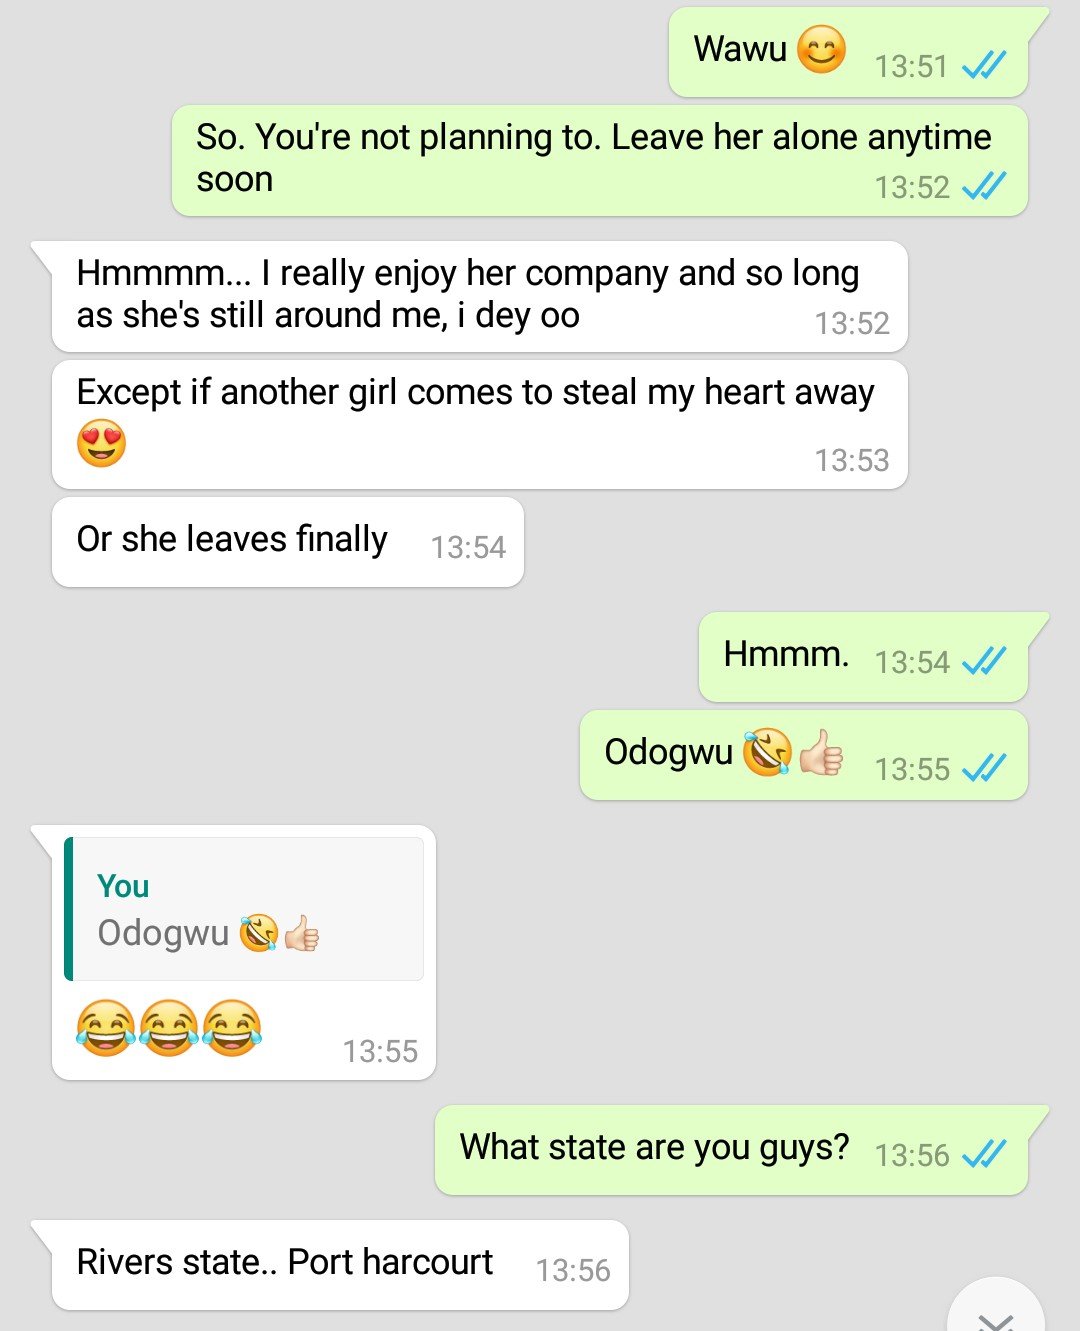 Wawu 😊 13:51
So. You're not planning to. Leave her alone anytime
soon 13:52
Hmmmm... I really enjoy her company and so long
as she's still around me, i dey oo 13:52
Except if another girl comes to steal my heart away
😍 13:53
Or she leaves finally 13:54
Hmmm. 13:54
Odogwu 🤣👍🏻 13:55
You
Odogwu 🤣👍🏻
😂😂😂 13:55
What state are you guys? 13:56
Rivers state.. Port harcourt 13:56